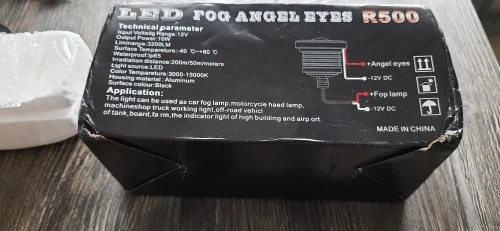 LED FOG ANGEL EYES R500
Technical parameter
Input Voltadg Range:12V
Output Power:10W
Liminance:3200LM
Surface Tempareture:-40 °C~+80 °C
Waterproof:Ip65
Irradiation distance:200m/50m/meters
Light source:LED
Color Temparature:3000-15000K
Housing material: Aluminum
Surface colour:Black
Application:
The light can be used as car fog lamp,motorcycle haed lamp,
machineshop truck working light,off-road vehicl
of tank,board,fa rm,the indicator light of high building and airp ort.
+Angel eyes
-12V DC
+Fog lamp
-12V DC
MADE IN CHINA